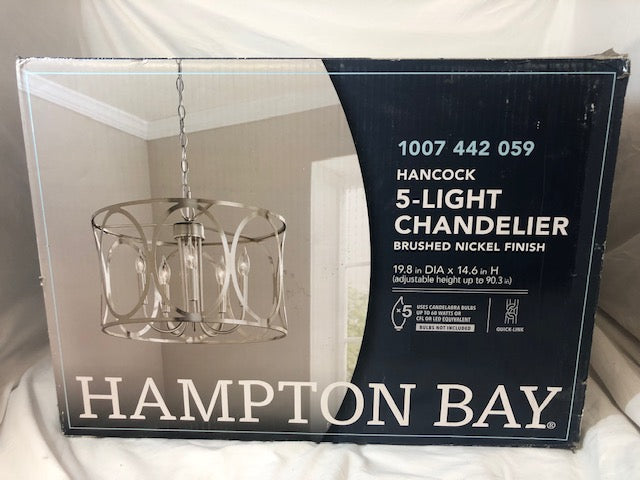 1007 442 059
HANCOCK
5-LIGHT
CHANDELIER
BRUSHED NICKEL FINISH
19.8 in DIA x 14.6 in H
(adjustable height up to 90.3 in)
x5
USES CANDELABRA BULBS
UP TO 60 WATTS OR
CFL OR LED EQUIVALENT
BULBS NOT INCLUDED
QUICK-LINK
HAMPTON BAY®